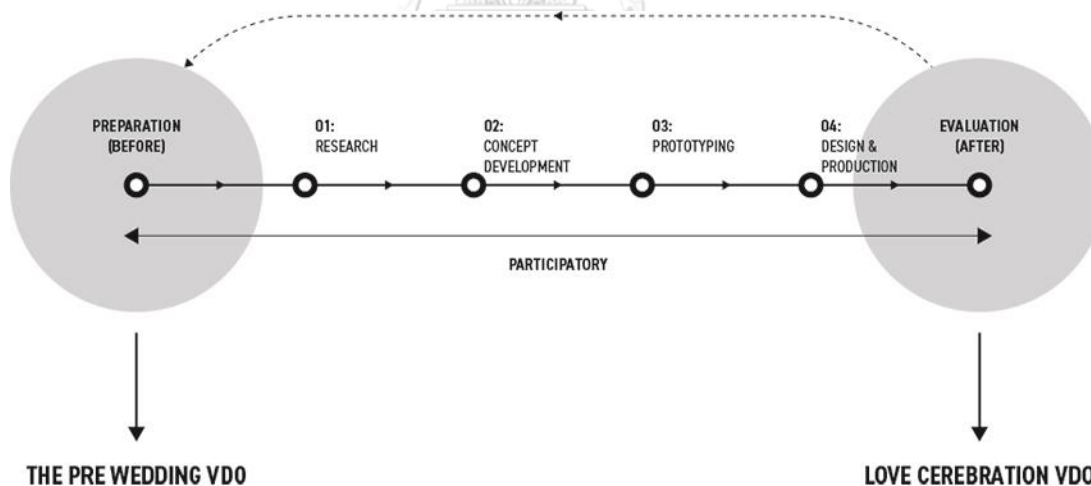 PREPARATION
(BEFORE)
01:
RESEARCH
02:
CONCEPT
DEVELOPMENT
03:
PROTOTYPING
04:
DESIGN &
PRODUCTION
EVALUATION
(AFTER)
PARTICIPATORY
THE PRE WEDDING VDO
LOVE CEREBRATION VDO